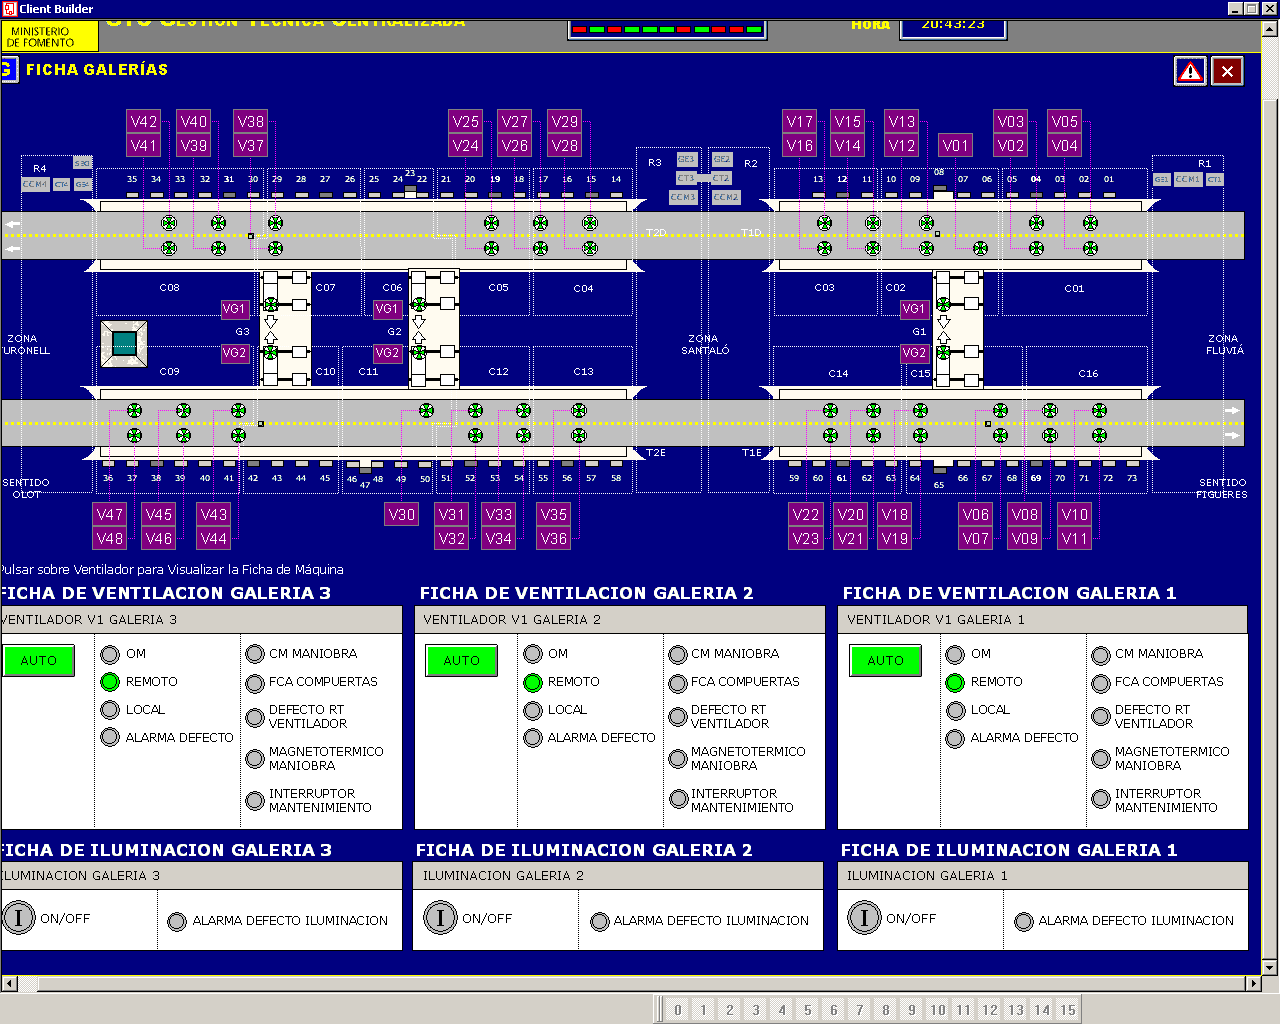 Client Builder
MINISTERIO
DE FOMENTO
CTC GESTIÓN TÉCNICA CENTRALIZADA
HORA
20:43:23
G
FICHA GALERÍAS
V42 V40 V38 V25 V27 V29 V17 V15 V13 V03 V05
V41 V39 V37 V24 V26 V28 V16 V14 V12 V01 V02 V04
R4 R3 GE3 GE2 R2 R1
CCM4 CT4 GE4 CT3 CT2 GE1 CCM1 CT1
CCM3 CCM2
35 34 33 32 31 30 29 28 27 26 25 24 23 22 21 20 19 18 17 16 15 14 13 12 11 10 09 08 07 06 05 04 03 02 01
T2D T1D
C08 C07 C06 C05 C04 C03 C02 C01
VG1 VG1 VG1
G3 G2 G1
ZONA
TURONELL
ZONA
SANTALÓ
ZONA
FLUVIÁ
VG2 VG2 VG2
C09 C10 C11 C12 C13 C14 C15 C16
T2E T1E
36 37 38 39 40 41 42 43 44 45 46 47 48 49 50 51 52 53 54 55 56 57 58 59 60 61 62 63 64 65 66 67 68 69 70 71 72 73
SENTIDO
OLOT
SENTIDO
FIGUERES
V47 V45 V43 V30 V31 V33 V35 V22 V20 V18 V06 V08 V10
V48 V46 V44 V32 V34 V36 V23 V21 V19 V07 V09 V11
Pulsar sobre Ventilador para Visualizar la Ficha de Máquina
FICHA DE VENTILACION GALERIA 3
VENTILADOR V1 GALERIA 3
AUTO
OM
REMOTO
LOCAL
ALARMA DEFECTO
CM MANIOBRA
FCA COMPUERTAS
DEFECTO RT
VENTILADOR
MAGNETOTERMICO
MANIOBRA
INTERRUPTOR
MANTENIMIENTO
FICHA DE VENTILACION GALERIA 2
VENTILADOR V1 GALERIA 2
AUTO
OM
REMOTO
LOCAL
ALARMA DEFECTO
CM MANIOBRA
FCA COMPUERTAS
DEFECTO RT
VENTILADOR
MAGNETOTERMICO
MANIOBRA
INTERRUPTOR
MANTENIMIENTO
FICHA DE VENTILACION GALERIA 1
VENTILADOR V1 GALERIA 1
AUTO
OM
REMOTO
LOCAL
ALARMA DEFECTO
CM MANIOBRA
FCA COMPUERTAS
DEFECTO RT
VENTILADOR
MAGNETOTERMICO
MANIOBRA
INTERRUPTOR
MANTENIMIENTO
FICHA DE ILUMINACION GALERIA 3
ILUMINACION GALERIA 3
I ON/OFF
ALARMA DEFECTO ILUMINACION
FICHA DE ILUMINACION GALERIA 2
ILUMINACION GALERIA 2
I ON/OFF
ALARMA DEFECTO ILUMINACION
FICHA DE ILUMINACION GALERIA 1
ILUMINACION GALERIA 1
I ON/OFF
ALARMA DEFECTO ILUMINACION
0 1 2 3 4 5 6 7 8 9 10 11 12 13 14 15